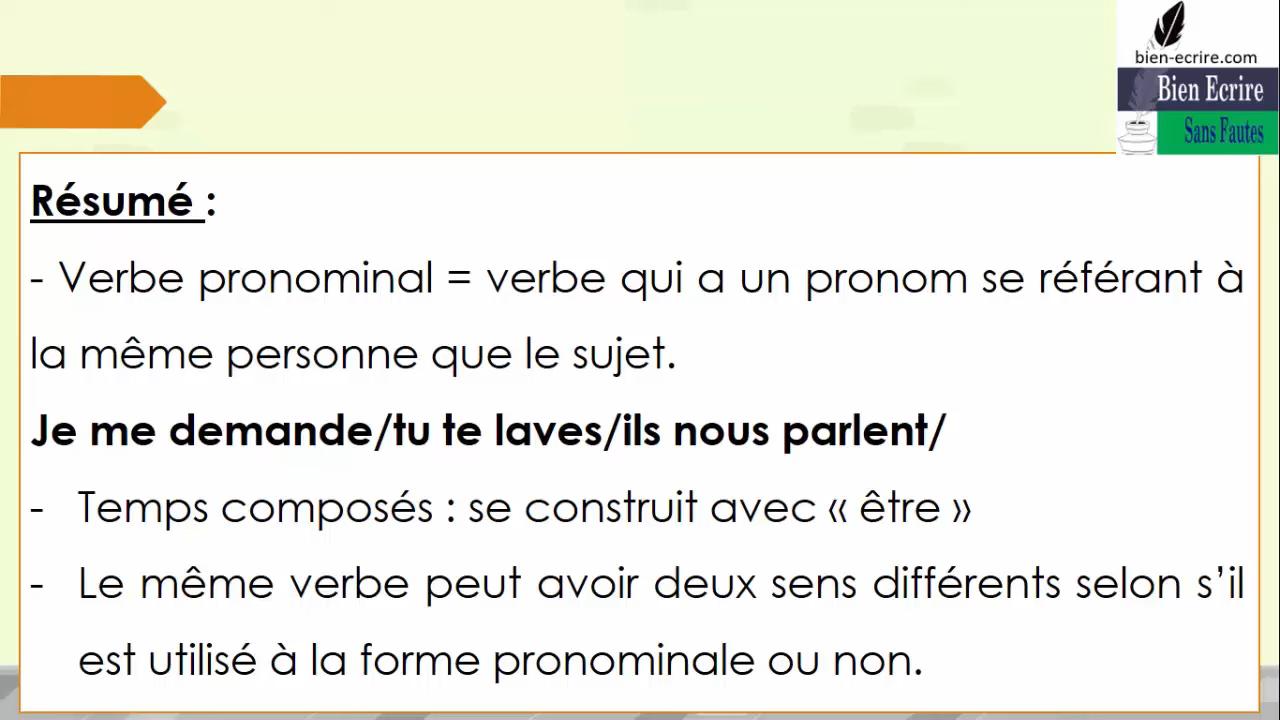 bien-ecrire.com
Bien Ecrire
Sans Fautes
Résumé :
- Verbe pronominal = verbe qui a un pronom se référant à
la même personne que le sujet.
Je me demande/tu te laves/ils nous parlent/
- Temps composés : se construit avec « être »
- Le même verbe peut avoir deux sens différents selon s’il
est utilisé à la forme pronominale ou non.